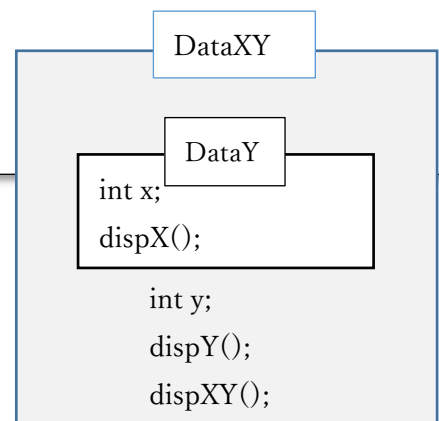 DataXY
DataY
int x;
dispX();
int y;
dispY();
dispXY();